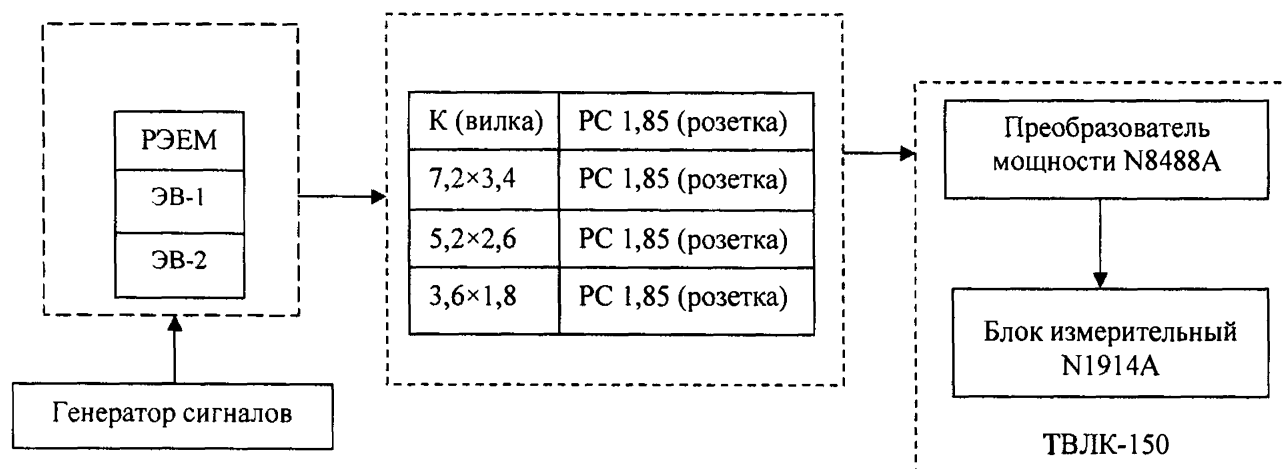 РЭЕМ
ЭВ-1
ЭВ-2
Генератор сигналов
К (вилка) РС 1,85 (розетка)
7,2×3,4 РС 1,85 (розетка)
5,2×2,6 РС 1,85 (розетка)
3,6×1,8 РС 1,85 (розетка)
Преобразователь
мощности N8488A
Блок измерительный
N1914A
ТВЛК-150